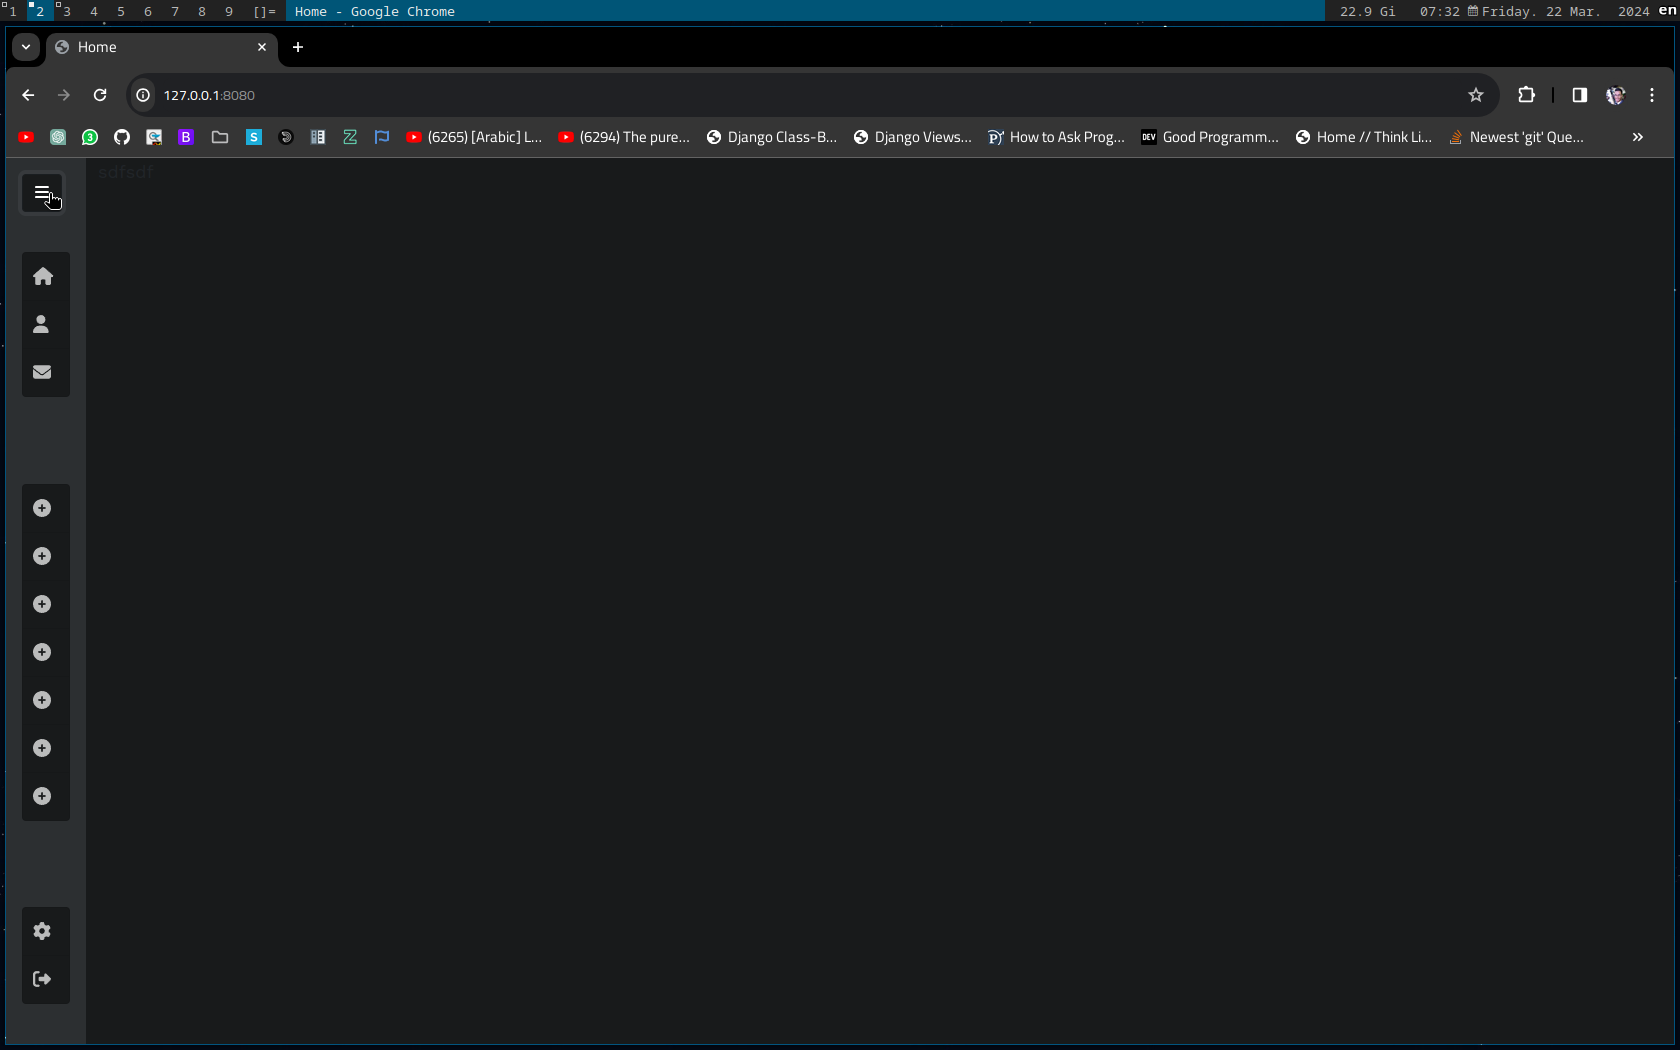 1 2 3 4 5 6 7 8 9 []= Home - Google Chrome 22.9 Gi 07:32 Friday. 22 Mar. 2024 en
Home
127.0.0.1:8080
3 B S (6265) [Arabic] L... (6294) The pure... Django Class-B... Django Views... How to Ask Prog... DEV Good Programm... Home // Think Li... Newest 'git' Que...
sdfsdf